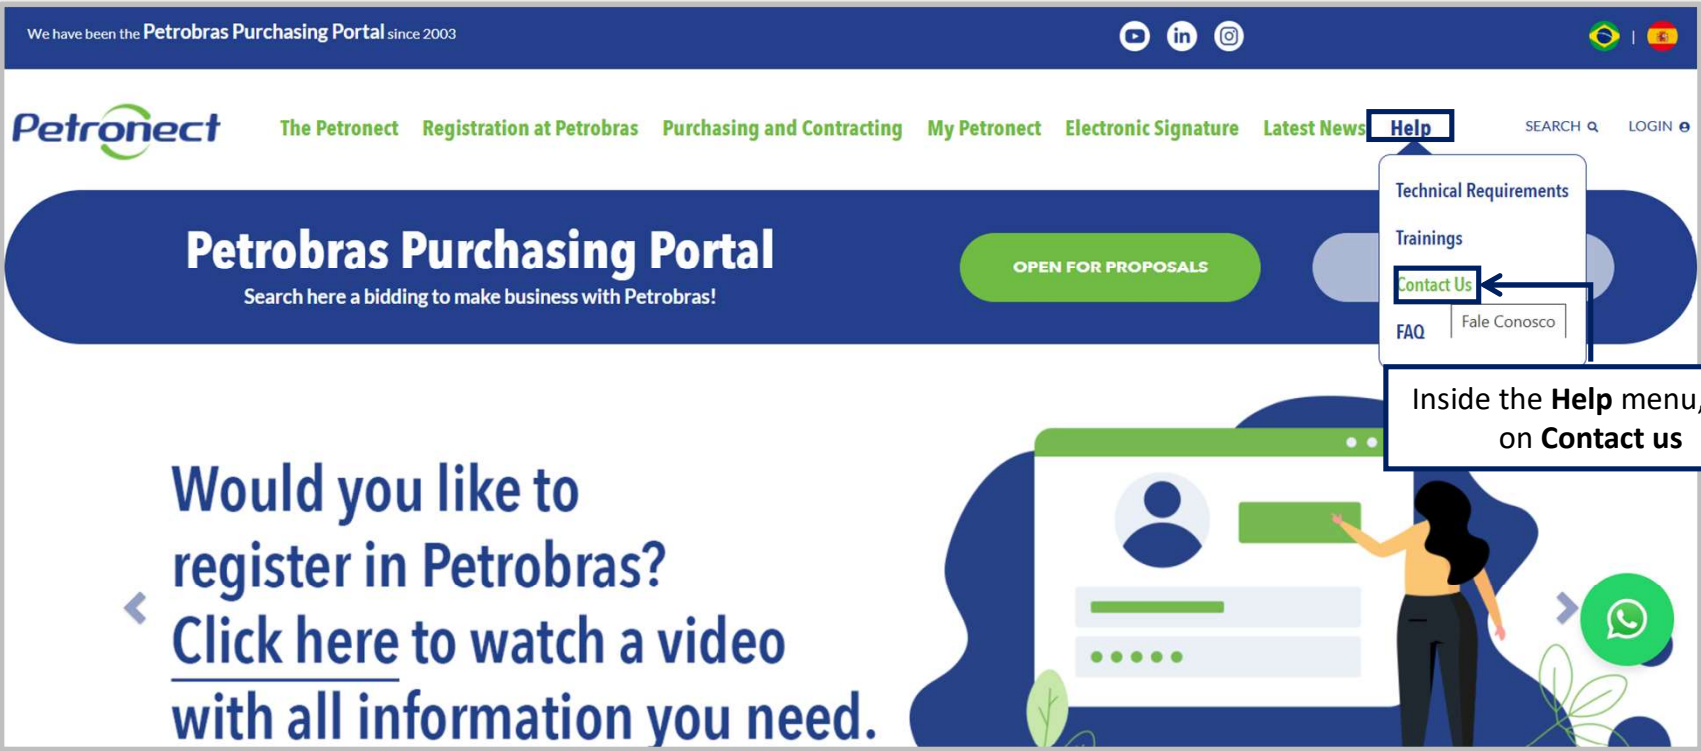 We have been the Petrobras Purchasing Portal since 2003
Petronect
The Petronect Registration at Petrobras Purchasing and Contracting My Petronect Electronic Signature Latest News Help SEARCH LOGIN
Technical Requirements
Trainings
Contact Us
Fale Conosco
FAQ
Petrobras Purchasing Portal
Search here a bidding to make business with Petrobras!
OPEN FOR PROPOSALS
Inside the Help menu,
on Contact us
Would you like to
register in Petrobras?
Click here to watch a video
with all information you need.